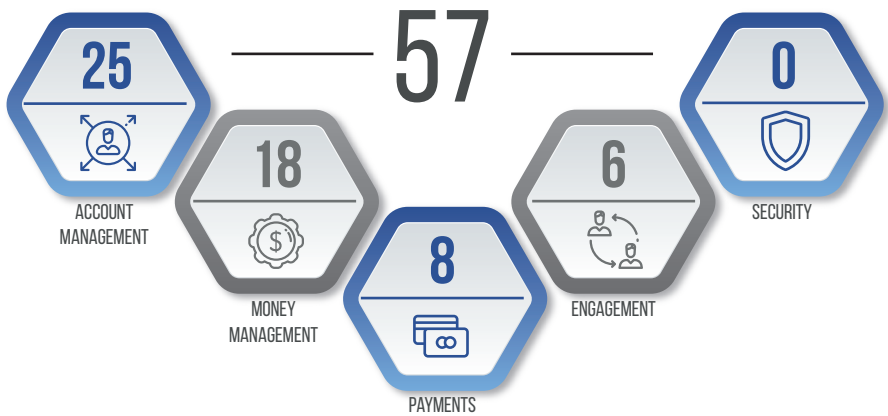 57
25
ACCOUNT
MANAGEMENT
18
$
MONEY
MANAGEMENT
8
PAYMENTS
6
ENGAGEMENT
0
SECURITY